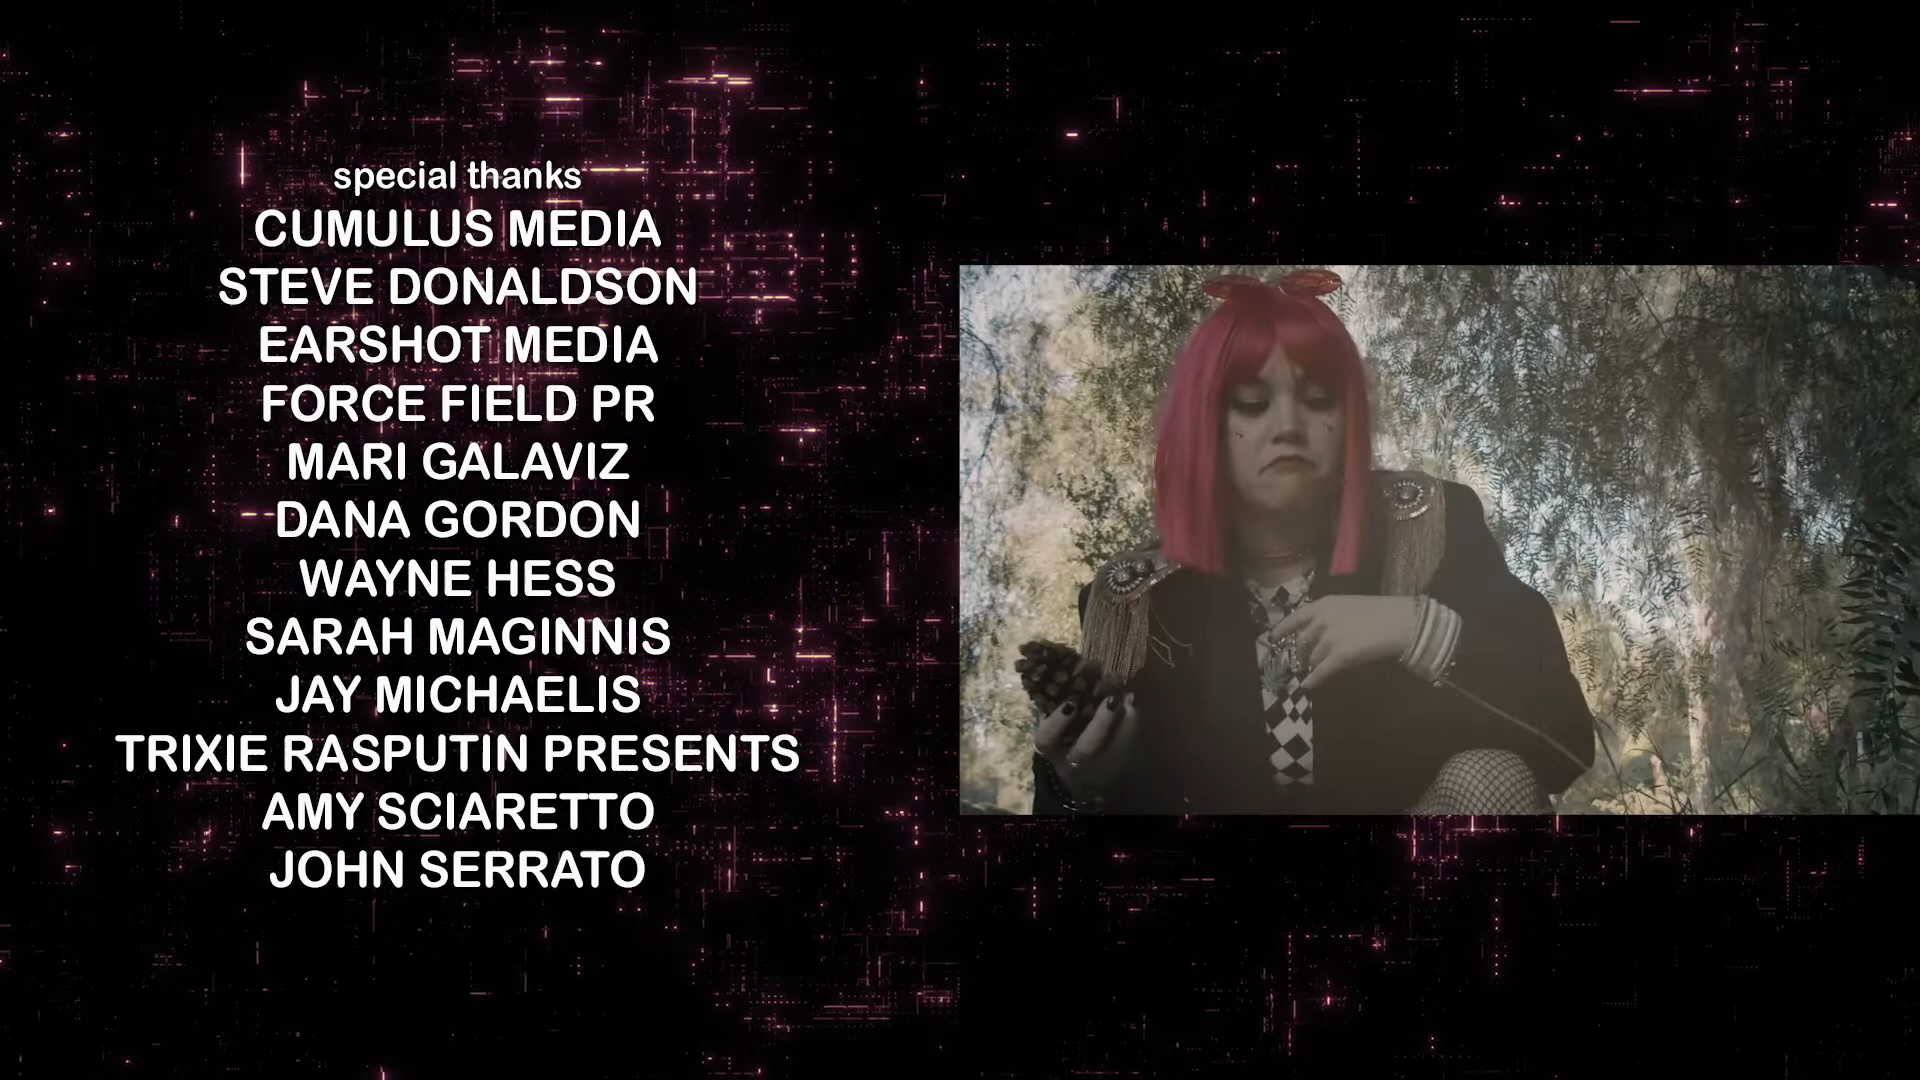 special thanks
CUMULUS MEDIA
STEVE DONALDSON
EARSHOT MEDIA
FORCE FIELD PR
MARI GALAVIZ
DANA GORDON
WAYNE HESS
SARAH MAGINNIS
JAY MICHAELIS
TRIXIE RASPUTIN PRESENTS
AMY SCIARETTO
JOHN SERRATO